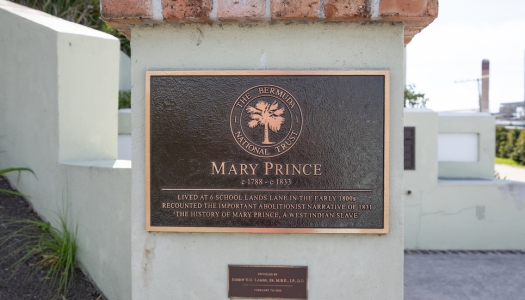 THE BERMUDA
NATIONAL TRUST
MARY PRINCE
c 1788 - c 1833
LIVED AT 6 SCHOOL LANDS LANE IN THE EARLY 1800s
RECOUNTED THE IMPORTANT ABOLITIONIST NARRATIVE OF 1831
'THE HISTORY OF MARY PRINCE, A WEST INDIAN SLAVE'